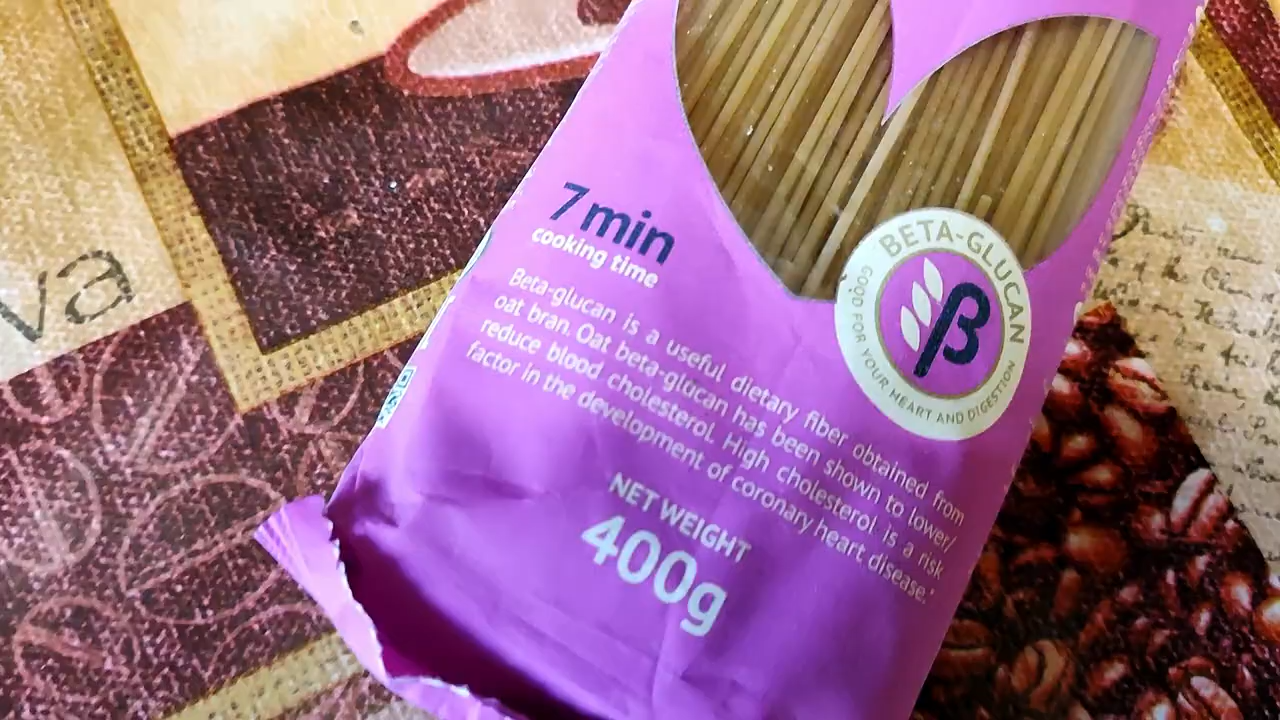 7min
cooking time
Beta-glucan is a useful dietary fiber obtained from
oat bran. Oat beta-glucan has been shown to lower/
reduce blood cholesterol. High cholesterol is a risk
factor in the development of coronary heart disease.*
NET WEIGHT
400g
BETA-GLUCAN
β
GOOD FOR YOUR HEART AND DIGESTION
va